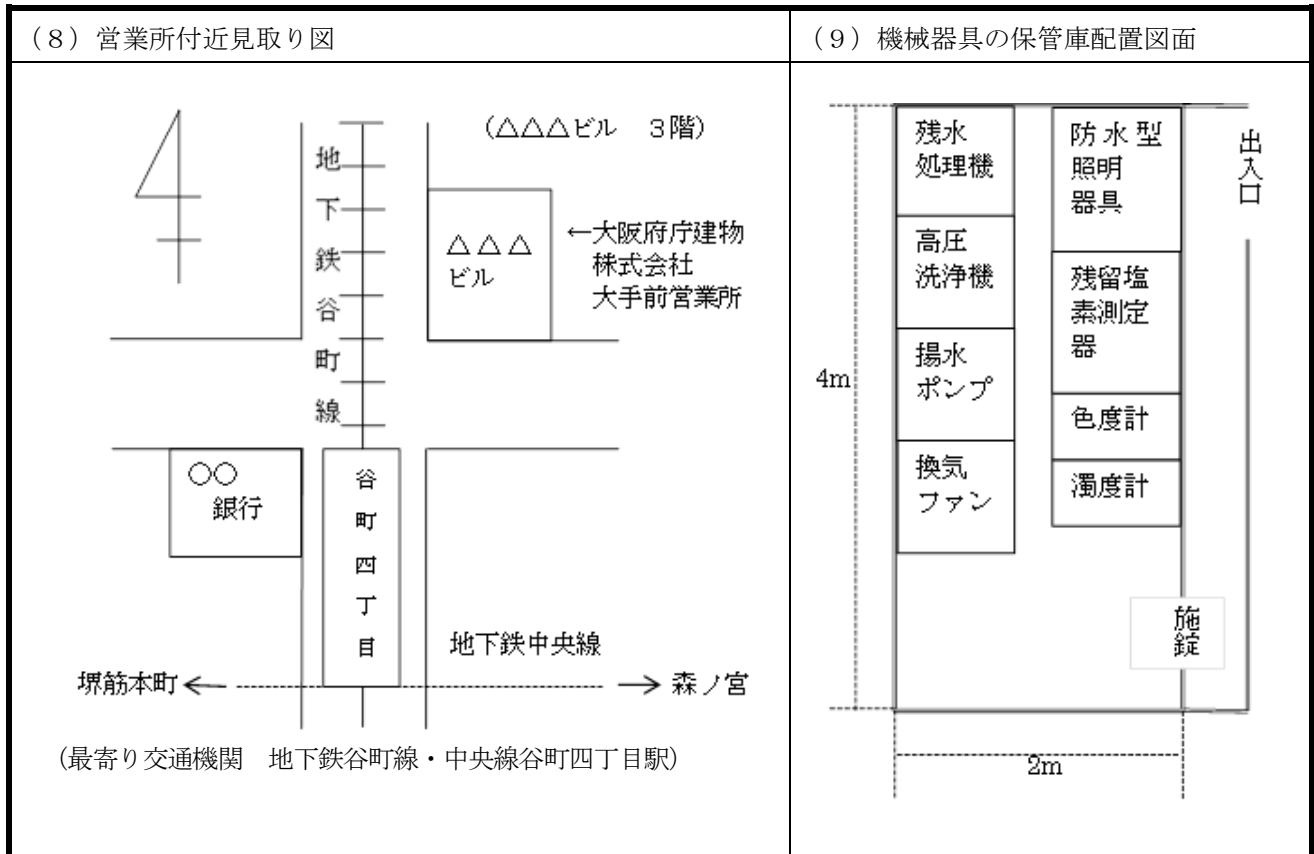 （８）営業所付近見取り図
（△△△ビル　３階）
地下鉄谷町線
△△△
ビル
←大阪府庁建物
株式会社
大手前営業所
○○
銀行
谷町四丁目
地下鉄中央線
堺筋本町←
→森ノ宮
（最寄り交通機関　地下鉄谷町線・中央線谷町四丁目駅）
（９）機械器具の保管庫配置図面
残水
処理機
高圧
洗浄機
揚水
ポンプ
換気
ファン
防水型
照明
器具
残留塩
素測定
器
色度計
濁度計
出入口
施錠
4m
2m